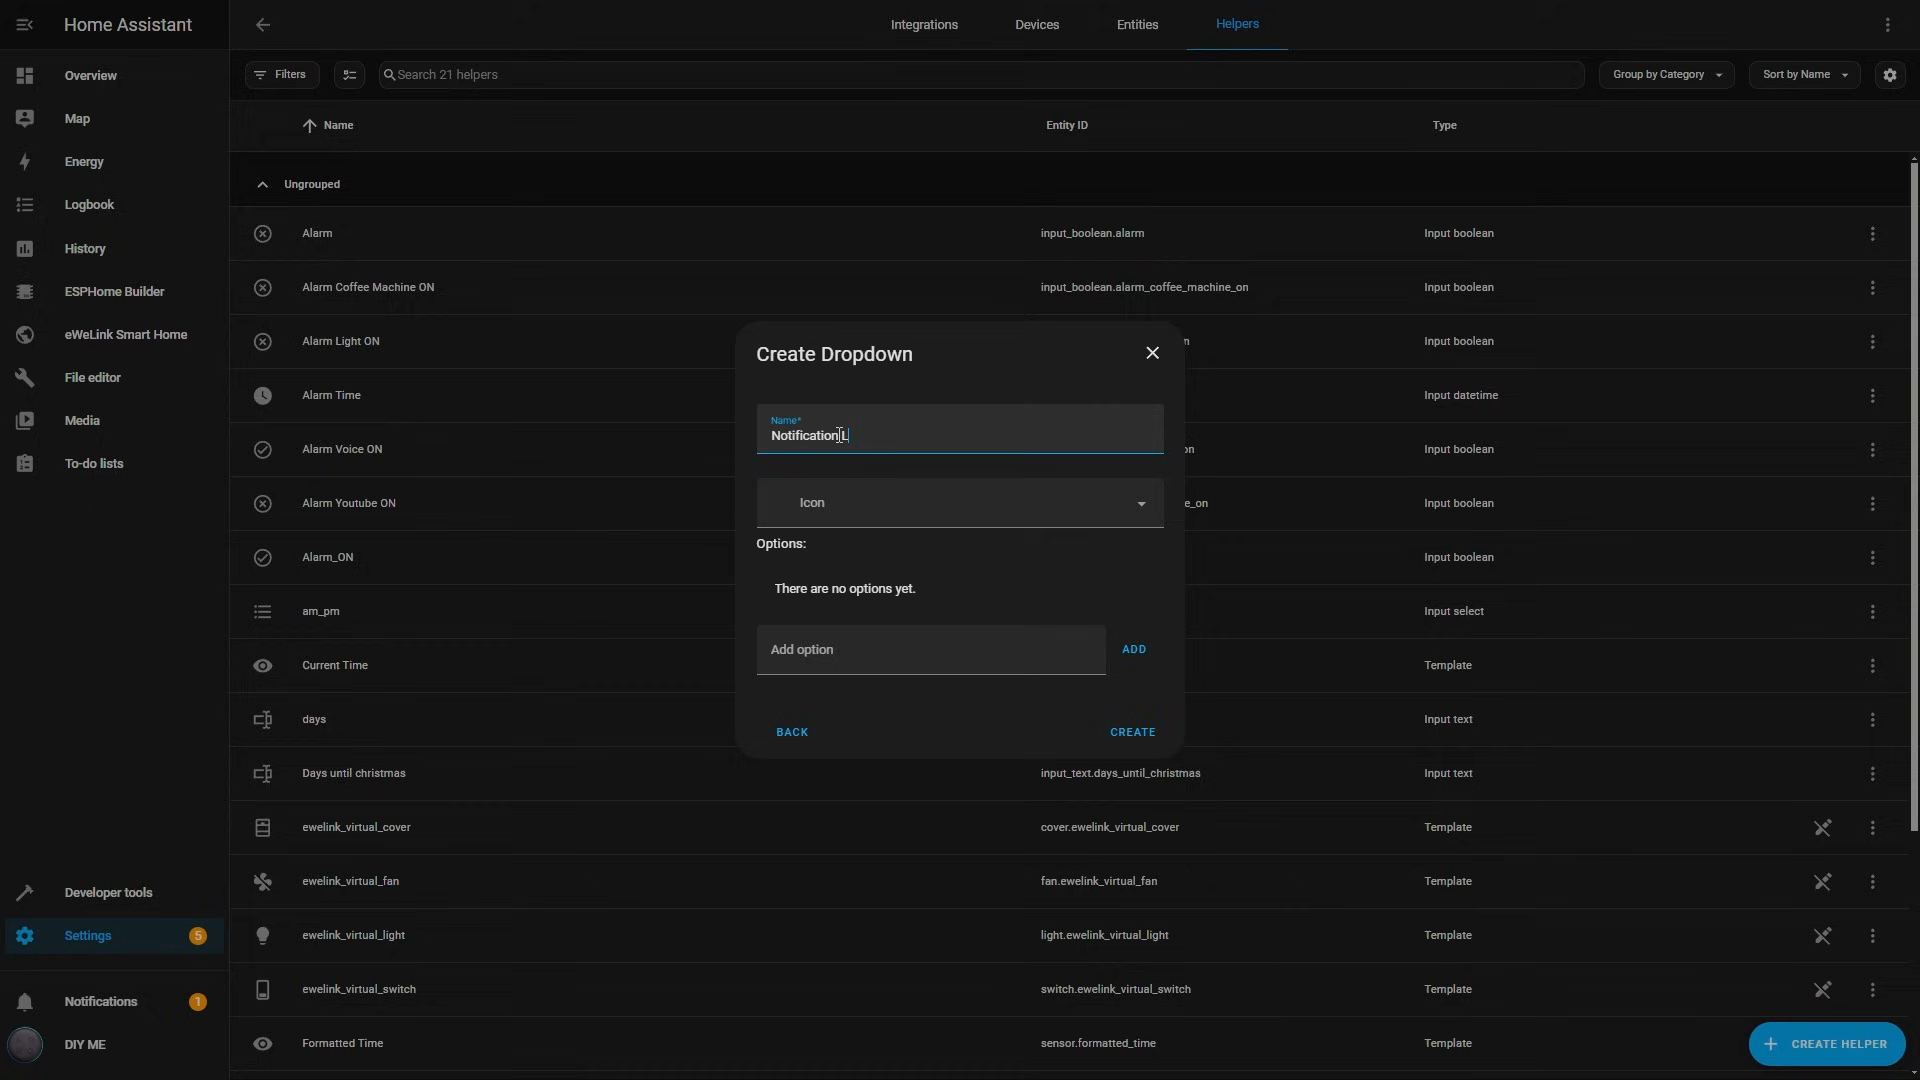 Home Assistant
Integrations
Devices
Entities
Helpers
Overview
Map
Energy
Logbook
History
ESPHome Builder
eWeLink Smart Home
File editor
Media
To-do lists
Developer tools
Settings 5
Notifications 1
DIY ME
Filters
Search 21 helpers
Group by Category
Sort by Name
Name Entity ID Type
Ungrouped
Alarm input_boolean.alarm Input boolean
Alarm Coffee Machine ON input_boolean.alarm_coffee_machine_on Input boolean
Alarm Light ON n Input boolean
Alarm Time Input datetime
Alarm Voice ON on Input boolean
Alarm Youtube ON e_on Input boolean
Alarm_ON Input boolean
am_pm Input select
Current Time Template
days Input text
Days until christmas input_text.days_until_christmas Input text
ewelink_virtual_cover cover.ewelink_virtual_cover Template
ewelink_virtual_fan fan.ewelink_virtual_fan Template
ewelink_virtual_light light.ewelink_virtual_light Template
ewelink_virtual_switch switch.ewelink_virtual_switch Template
Formatted Time sensor.formatted_time Template
Create Dropdown
Name*
Notification L
Icon
Options:
There are no options yet.
Add option
ADD
BACK
CREATE
CREATE HELPER